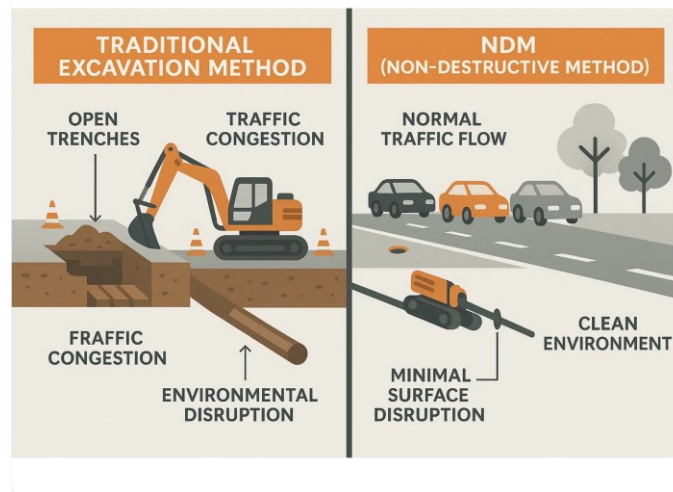 TRADITIONAL
EXCAVATION METHOD
OPEN
TRENCHES
TRAFFIC
CONGESTION
FRAFFIC
CONGESTION
ENVIRONMENTAL
DISRUPTION
NDM
(NON-DESTRUCTIVE METHOD)
NORMAL
TRAFFIC FLOW
CLEAN
ENVIRONMENT
MINIMAL
SURFACE
DISRUPTION